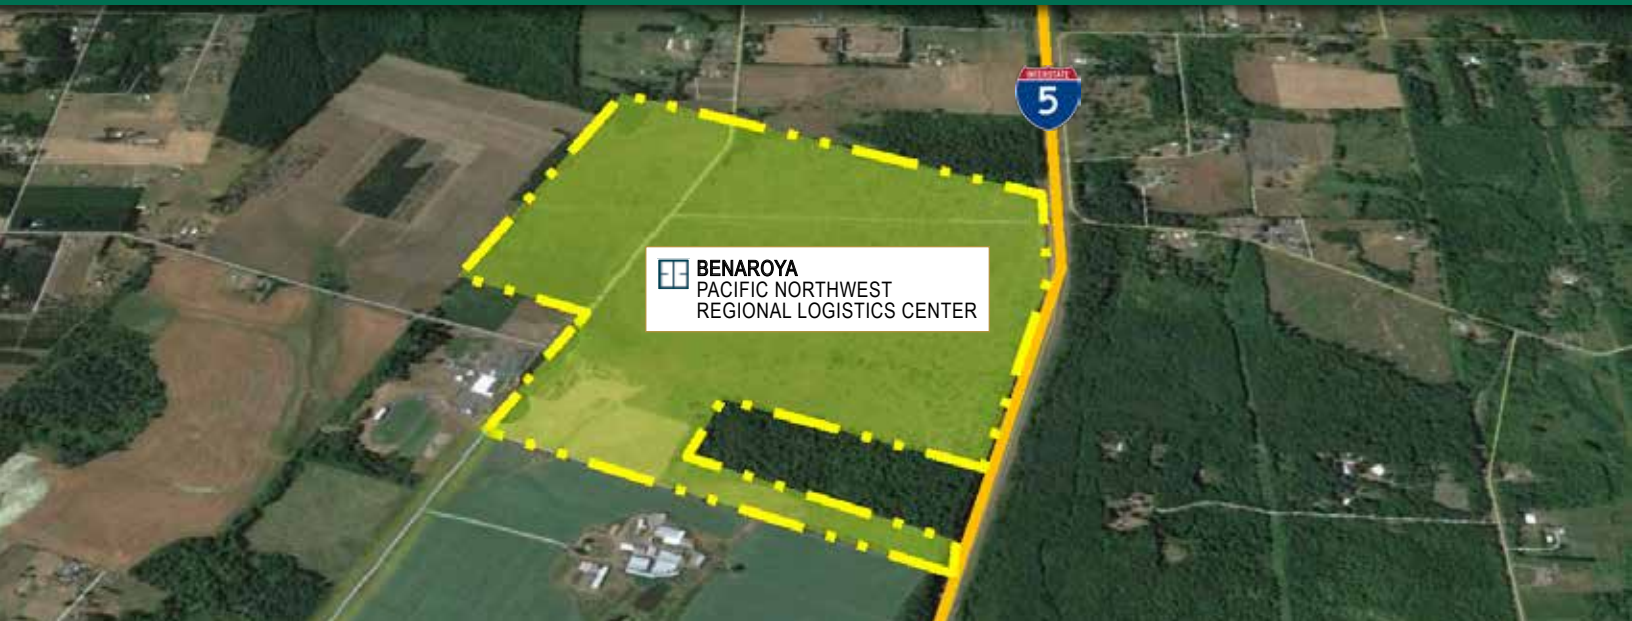 INTERSTATE
5
BENAROYA
PACIFIC NORTHWEST
REGIONAL LOGISTICS CENTER